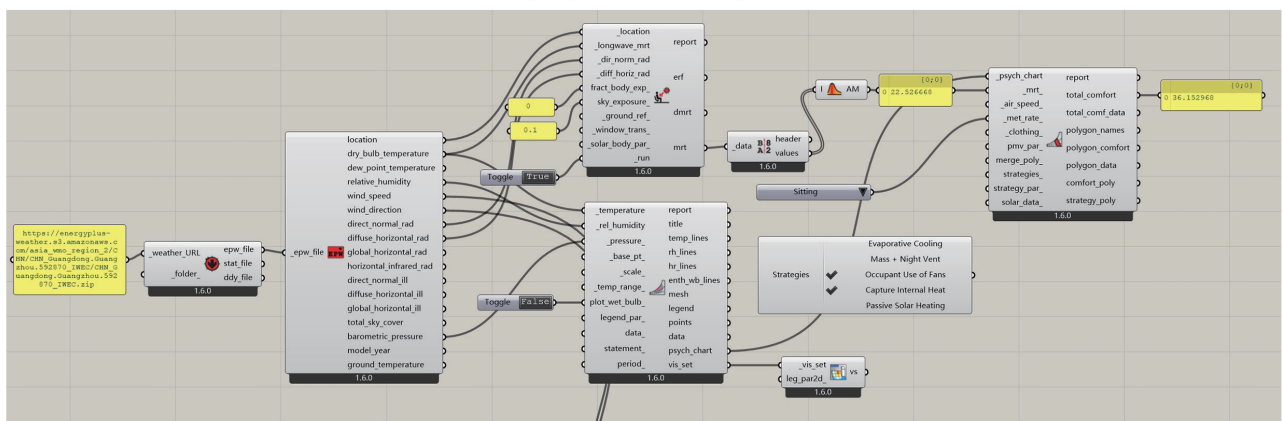 https://energyplus-
weather.s3.amazonaws.c
om/asia_wmo_region_2/C
HN/CHN_Guangdong.Guang
zhou.592870_IWEC/CHN_G
uangdong.Guangzhou.592
870_IWEC.zip
_weather_URL
_folder_
epw_file
stat_file
ddy_file
1.6.0
_epw_file
EPW
location
dry_bulb_temperature
dew_point_temperature
relative_humidity
wind_speed
wind_direction
direct_normal_rad
diffuse_horizontal_rad
global_horizontal_rad
horizontal_infrared_rad
direct_normal_ill
diffuse_horizontal_ill
global_horizontal_ill
total_sky_cover
barometric_pressure
model_year
ground_temperature
1.6.0
0
0.1
Toggle True
_location
_longwave_mrt
_dir_norm_rad
_diff_horiz_rad
fract_body_exp_
sky_exposure_
_ground_ref_
_window_trans_
_solar_body_par_
_run
report
erf
dmrt
mrt
1.6.0
Toggle False
_temperature
_rel_humidity
_pressure_
_base_pt_
_scale_
_temp_range_
plot_wet_bulb_
legend_par_
data_
statement_
period_
report
title
temp_lines
rh_lines
hr_lines
enth_wb_lines
mesh
legend
points
data
psych_chart
vis_set
1.6.0
_data
B 8
A 2
header
values
1.6.0
I AM
{0;0}
0 22.526668
Sitting
Strategies
Evaporative Cooling
Mass + Night Vent
Occupant Use of Fans
Capture Internal Heat
Passive Solar Heating
_vis_set
leg_par2d_
vs
1.6.0
_psych_chart
_mrt_
_air_speed_
_met_rate_
_clothing_
pmv_par_
merge_poly_
strategies_
strategy_par_
solar_data_
report
total_comfort
total_comf_data
polygon_names
polygon_comfort
polygon_data
comfort_poly
strategy_poly
1.6.0
{0;0}
0 36.152968